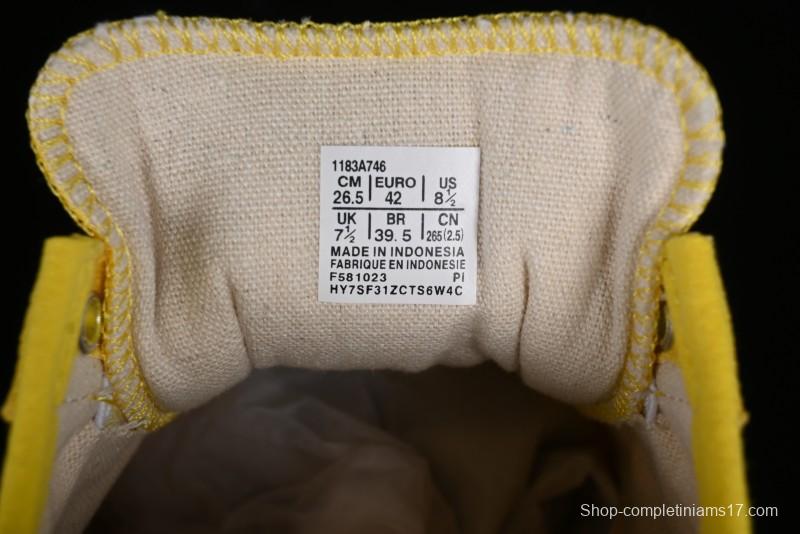 1183A746
CM EURO US
26.5 42 8½
UK BR CN
7½ 39.5 265(2.5)
MADE IN INDONESIA
FABRIQUE EN INDONESIE
F581023 PI
HY7SF31ZCTS6W4C
Shop-completiniams17.com